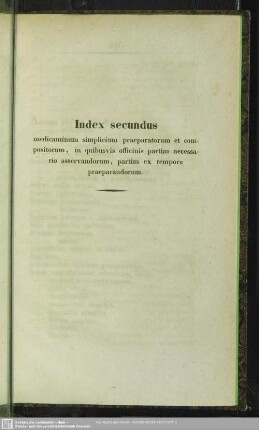 Index secundus
medicaminum simplicium praeparatorum et com-
positorum, in quibusvis officinis partim necessa-
rio asservandorum, partim ex tempore
praeparandorum.